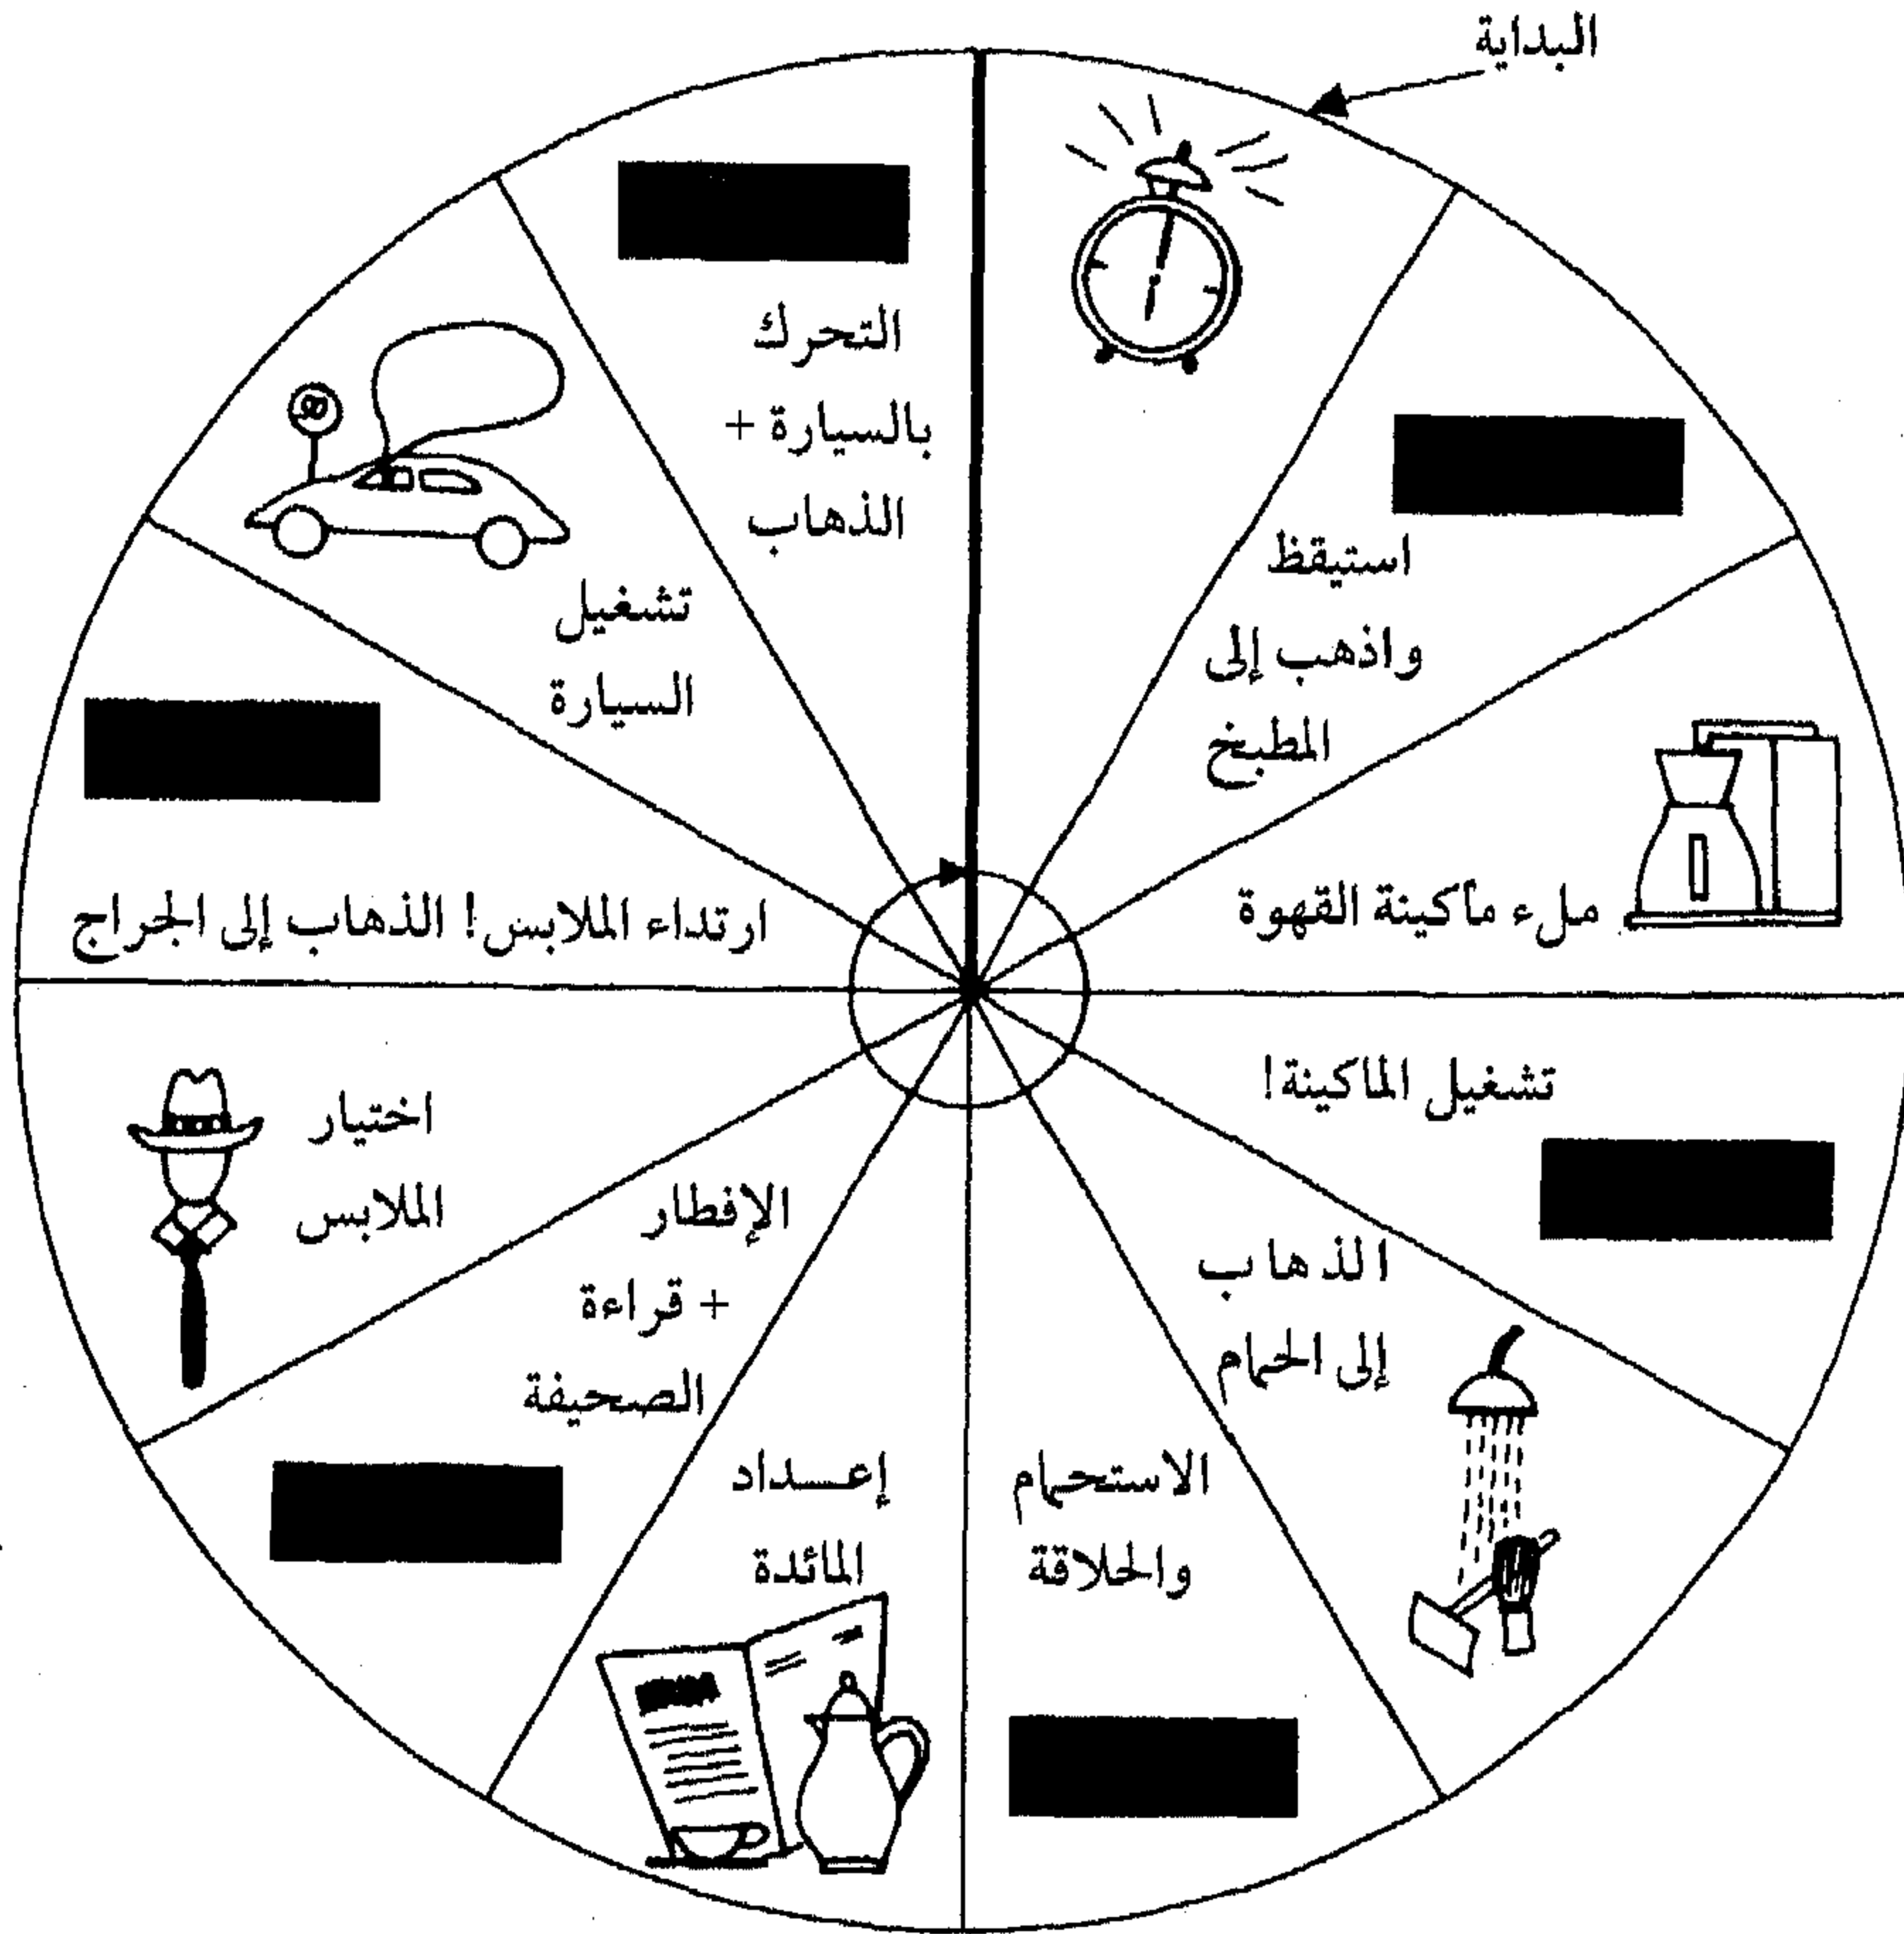 البداية
استيقظ
واذهب إلى
المطبخ
ملء ماكينة القهوة
تشغيل الماكينة!
الذهاب
إلى الحمام
الاستحمام
والحلاقة
إعداد
المائدة
الإفطار
+ قراءة
الصحيفة
اختيار
الملابس
ارتداء الملابس! الذهاب إلى الجراج
تشغيل
السيارة
التحرك
بالسيارة +
الذهاب